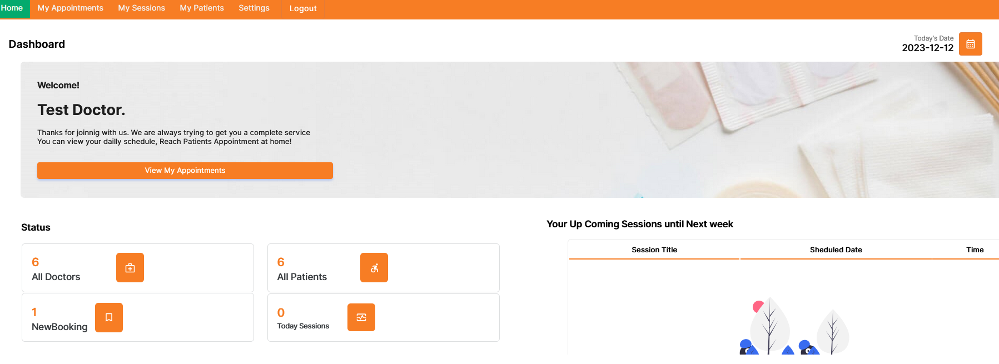 Home My Appointments My Sessions My Patients Settings Logout
Dashboard
Today's Date
2023-12-12
Welcome!
Test Doctor.
Thanks for joinnig with us. We are always trying to get you a complete service
You can view your dailly schedule, Reach Patients Appointment at home!
View My Appointments
Status
6
All Doctors
6
All Patients
1
NewBooking
0
Today Sessions
Your Up Coming Sessions until Next week
Session Title Sheduled Date Time